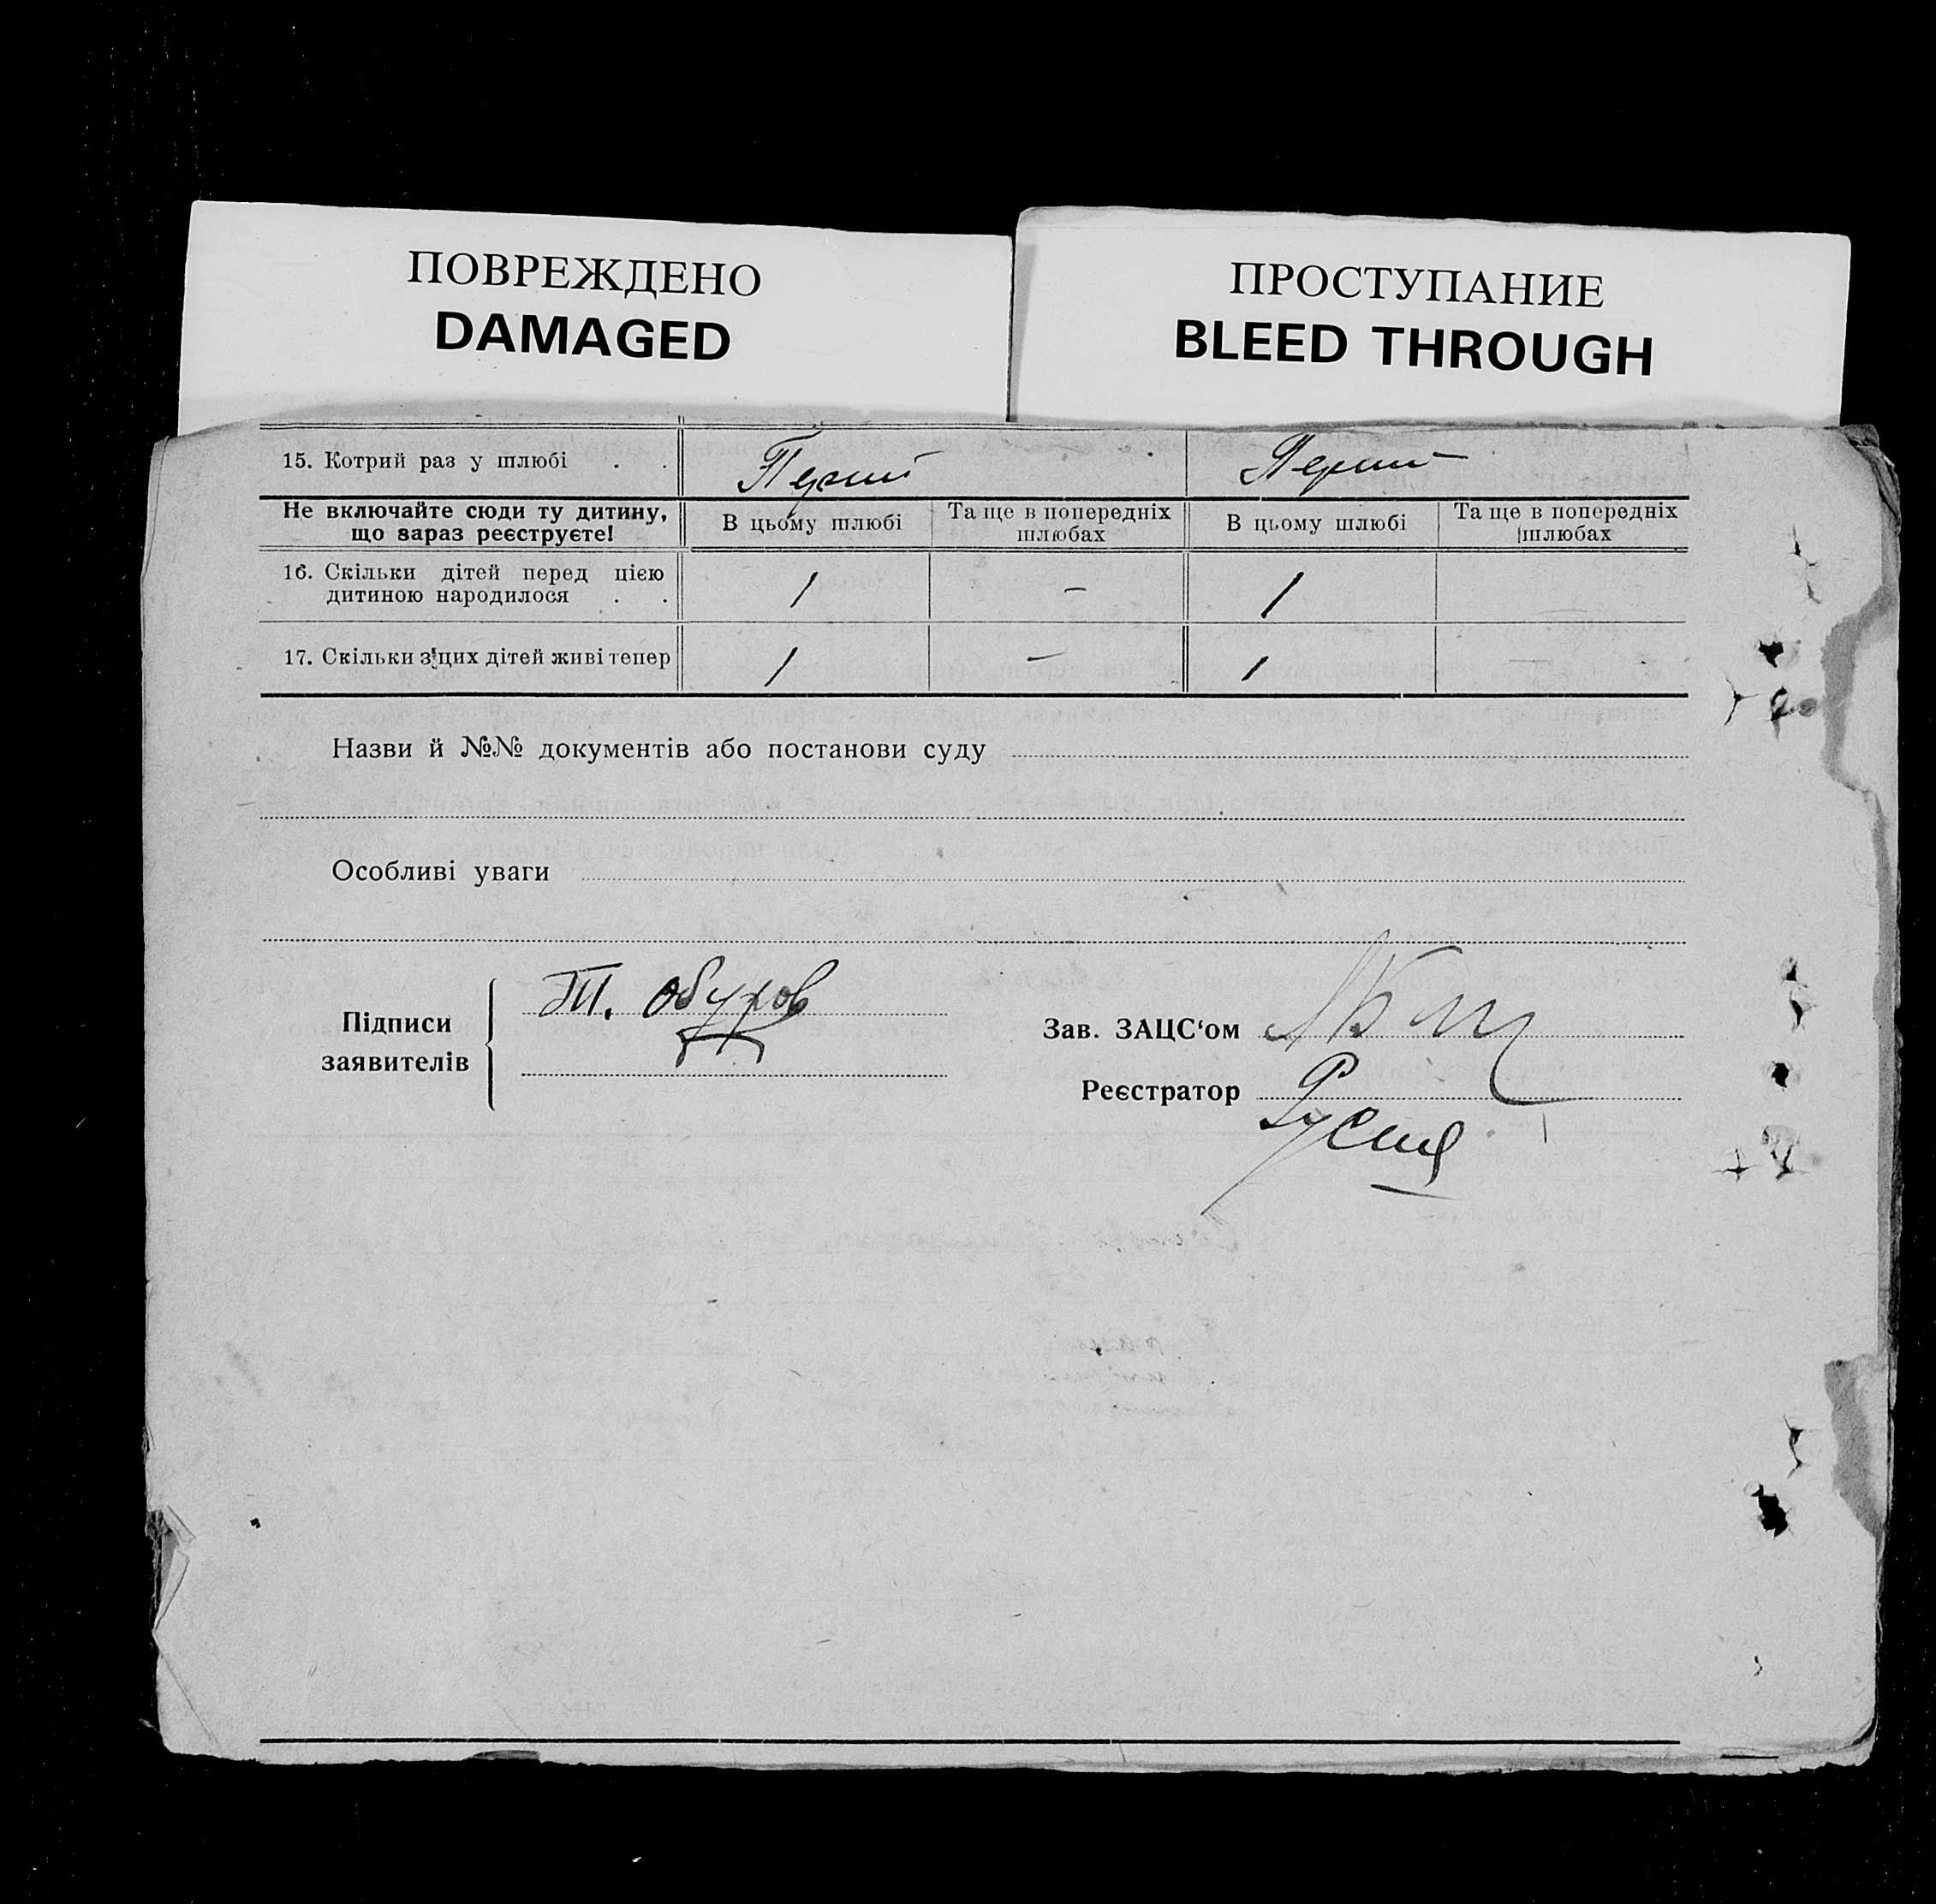 ПОВРЕЖДЕНО
DAMAGED
ПРОСТУПАНИЕ
BLEED THROUGH
15. Котрий раз у шлюбі . . Перший Перший
Не включайте сюди ту дитину, що зараз реєструєте! В цьому шлюбі Та ще в попередніх шлюбах В цьому шлюбі Та ще в попередніх шлюбах
16. Скільки дітей перед цією
дитиною народилося . . 1 – 1
17. Скільки з цих дітей живі тепер 1 – 1
Назви й №№ документів або постанови суду
Особливі уваги
Підписи
заявителів
Т. Обухов
Зав. ЗАЦС‘ом
Реєстратор